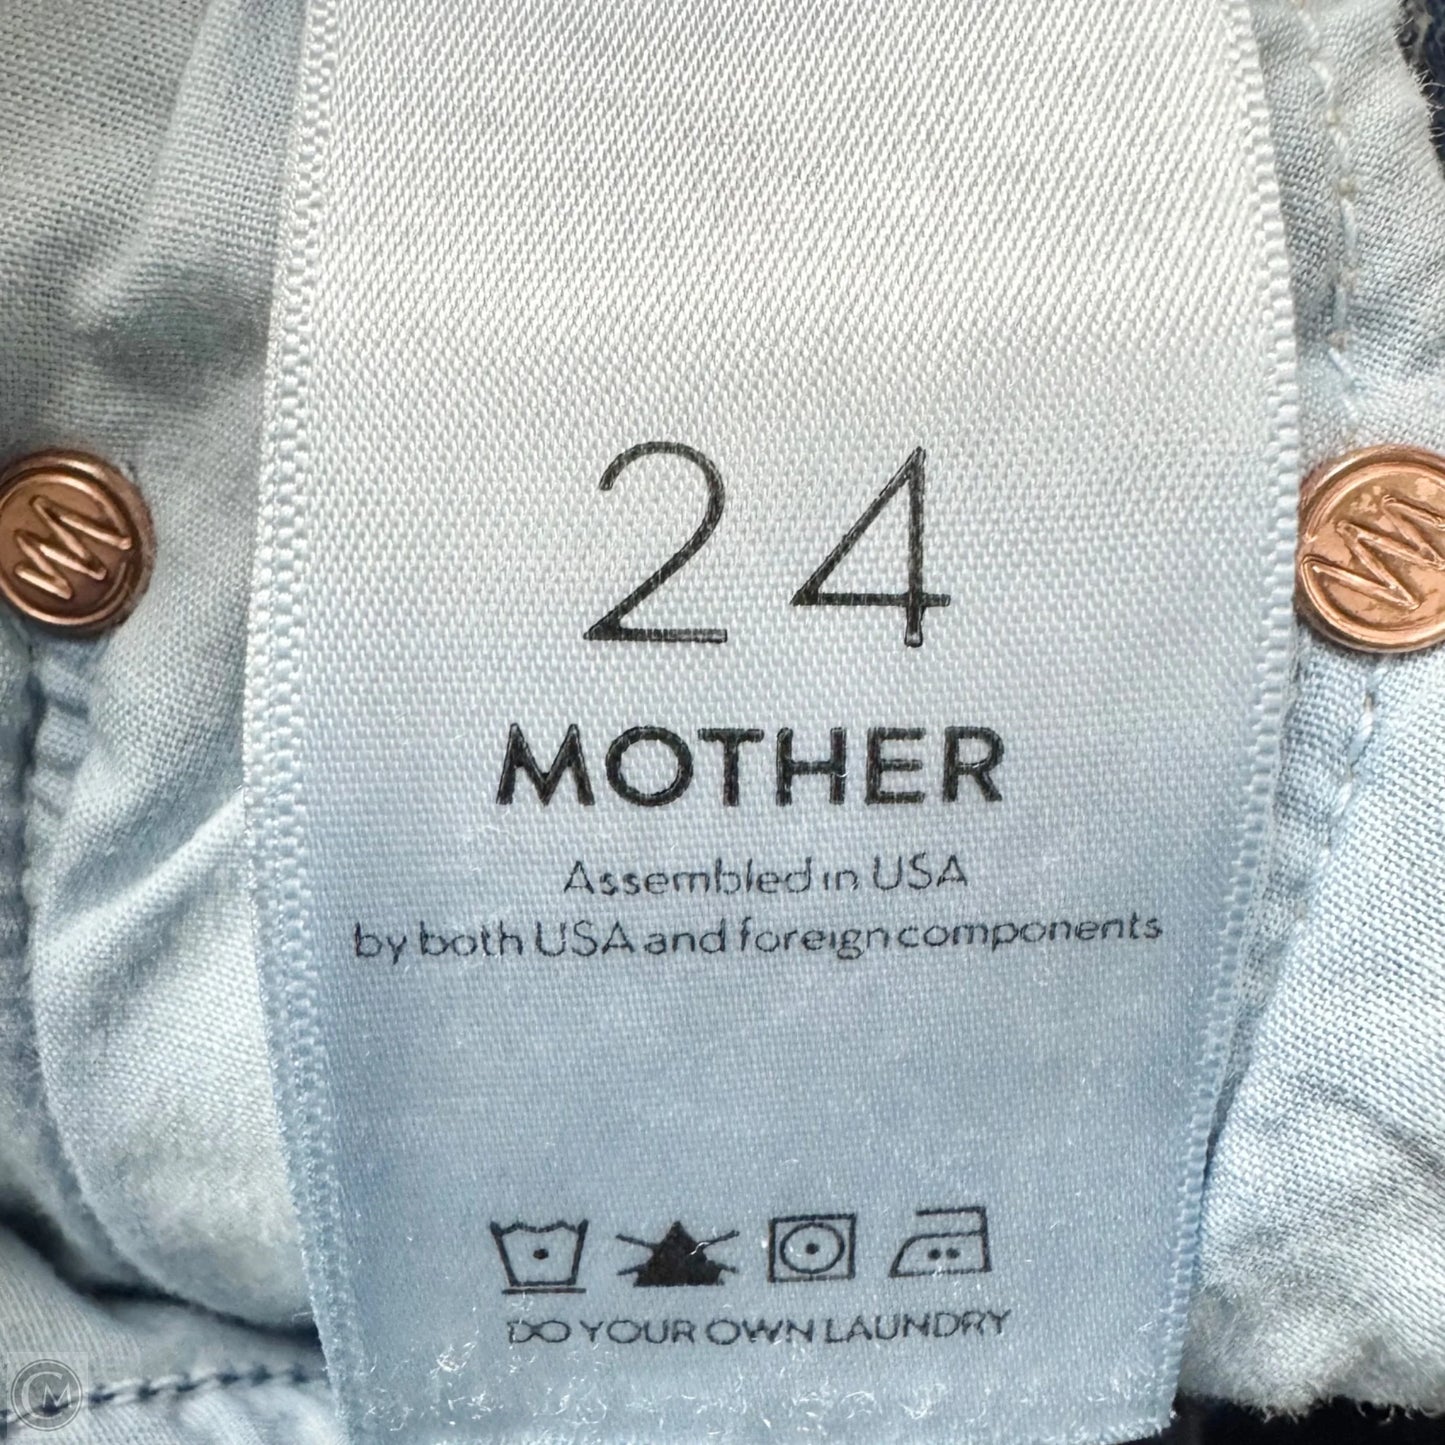 24
MOTHER
Assembled in USA
by both USA and foreign components
DO YOUR OWN LAUNDRY